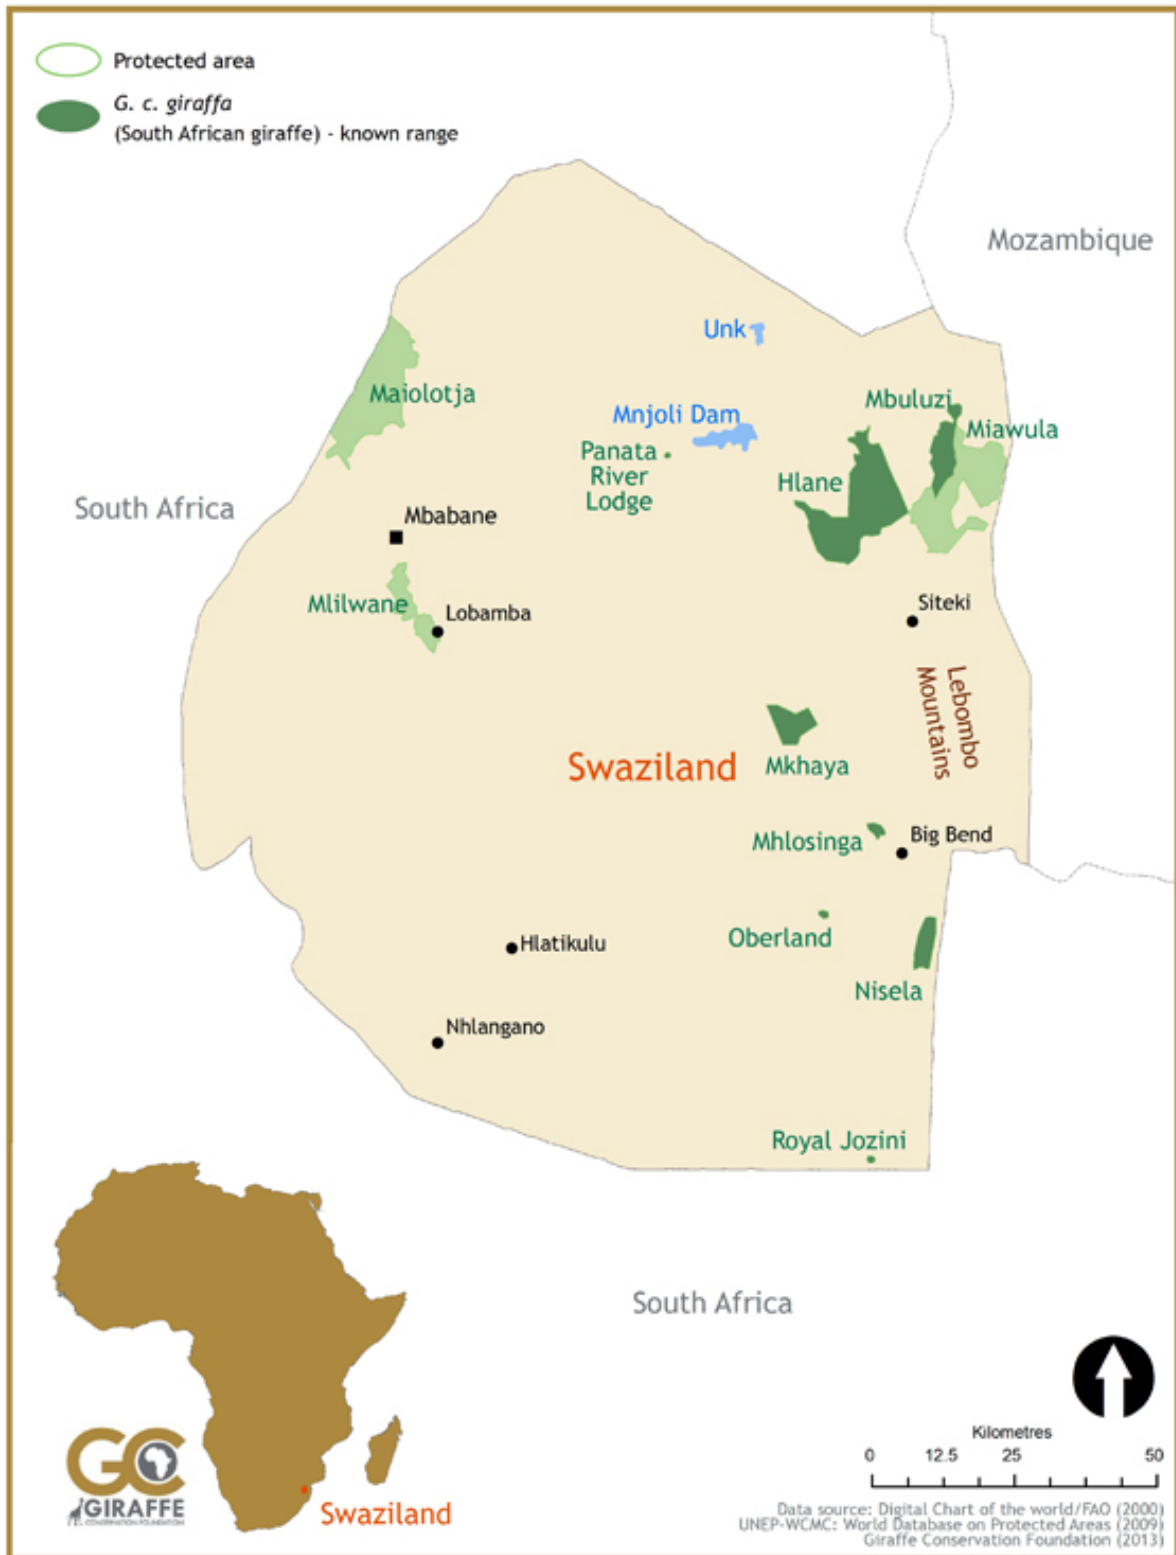 Protected area
G. c. giraffa
(South African giraffe) - known range
Mozambique
Unk
Maiolotja
Mbuluzi
Mnjoli Dam
Miawula
Panata
River
Lodge
Hlane
South Africa
Mbabane
Mlilwane
Lobamba
Siteki
Lebombo
Mountains
Swaziland
Mkhaya
Mhlosinga
Big Bend
Oberland
Hlatikulu
Nisela
Nhlangano
Royal Jozini
South Africa
Kilometres
0 12.5 25 50
GC
GIRAFFE
CONSERVATION FOUNDATION
Swaziland
Data source: Digital Chart of the world/FAO (2000)
UNEP-WCMC: World Database on Protected Areas (2009)
Giraffe Conservation Foundation (2013)